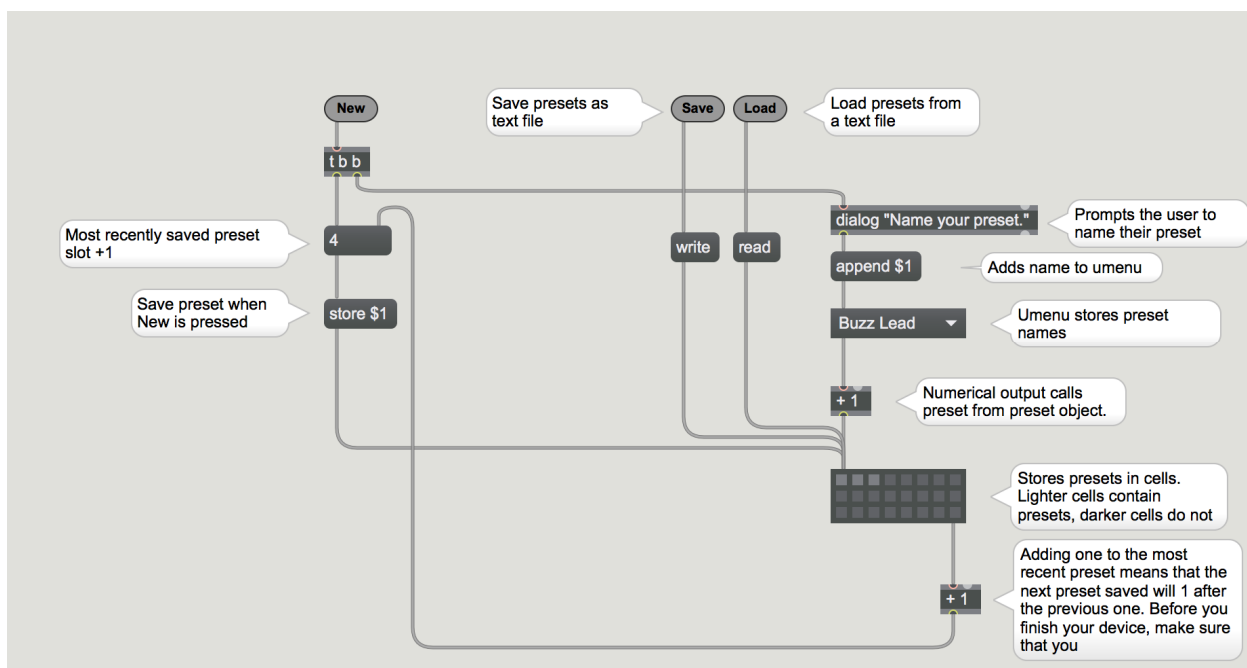 New
Save presets as
text file
Save
Load
Load presets from
a text file
t b b
Most recently saved preset
slot +1
4
write
read
dialog "Name your preset."
Prompts the user to
name their preset
append $1
Adds name to umenu
Save preset when
New is pressed
store $1
Buzz Lead
Umenu stores preset
names
+ 1
Numerical output calls
preset from preset object.
Stores presets in cells.
Lighter cells contain
presets, darker cells do not
+ 1
Adding one to the most
recent preset means that the
next preset saved will 1 after
the previous one. Before you
finish your device, make sure
that you